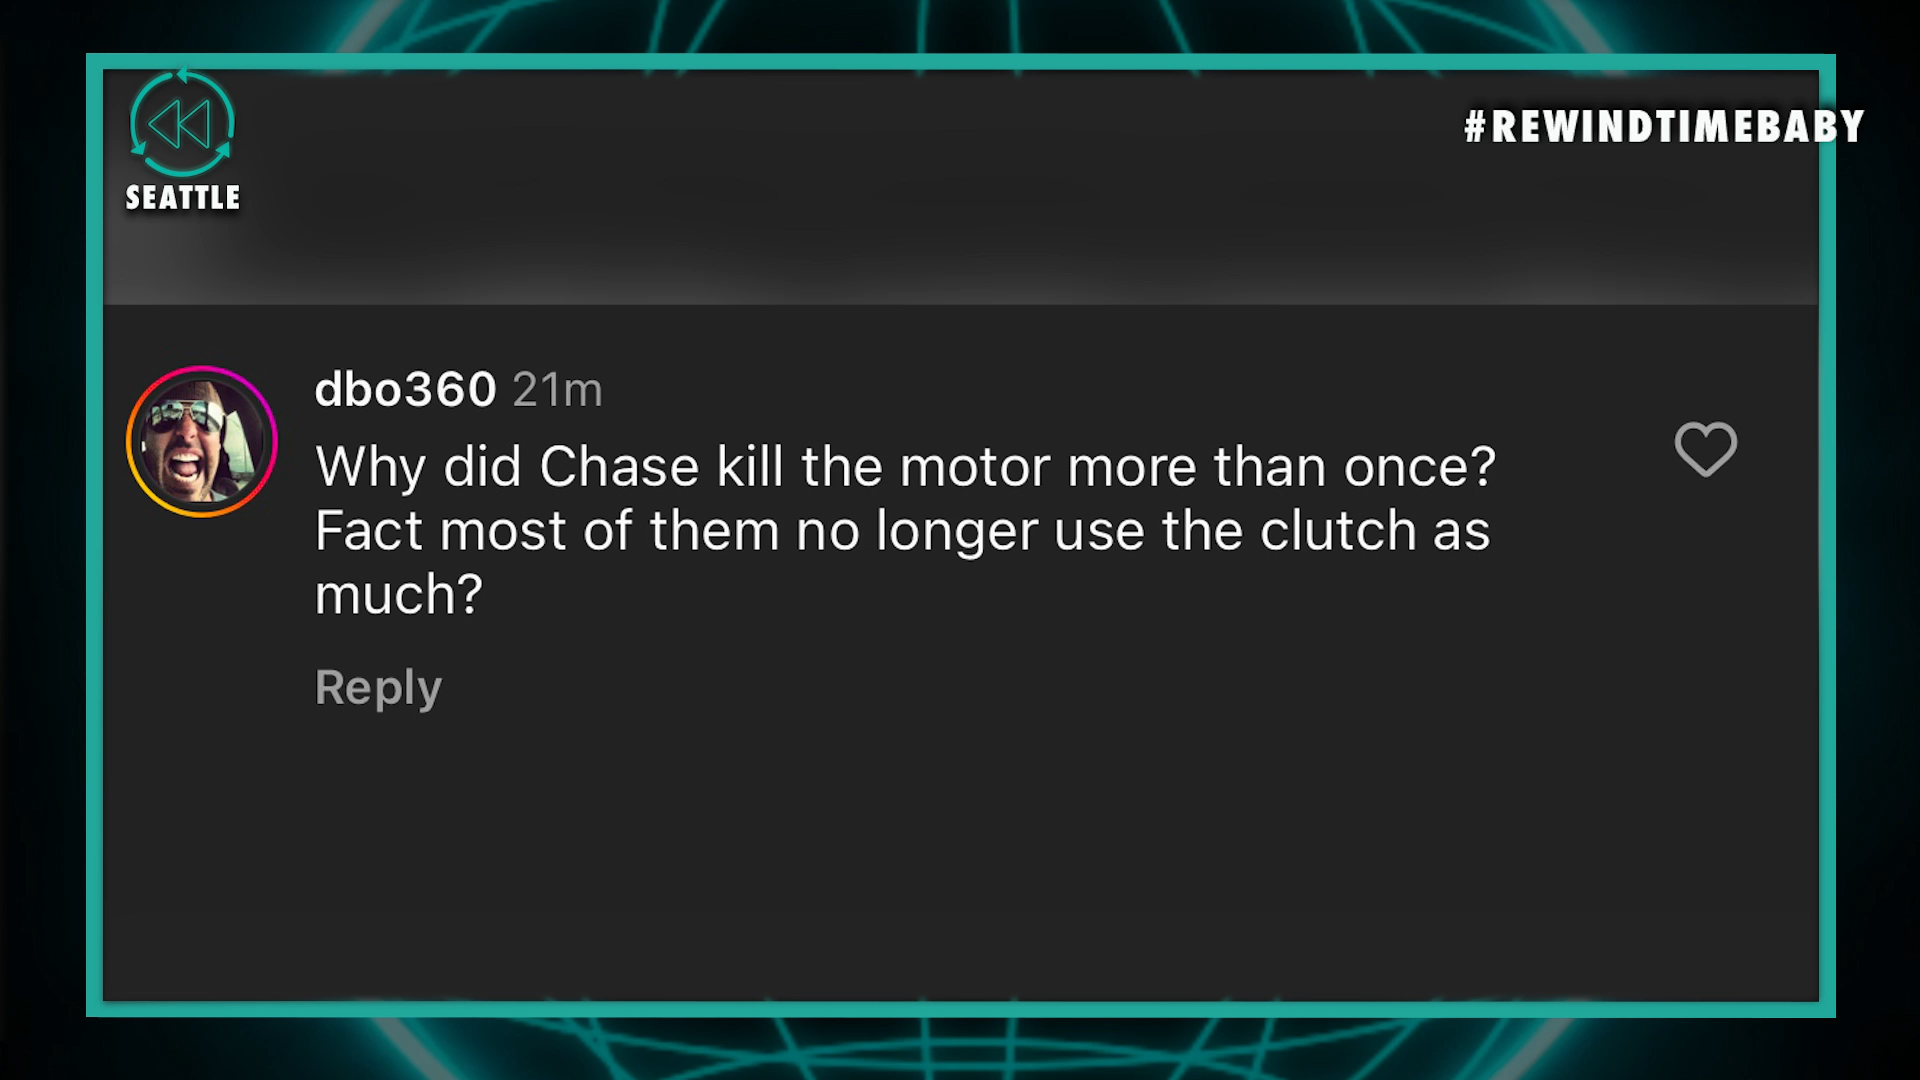 #REWINDTIMEBABY
SEATTLE
dbo360 21m
Why did Chase kill the motor more than once?
Fact most of them no longer use the clutch as
much?
Reply